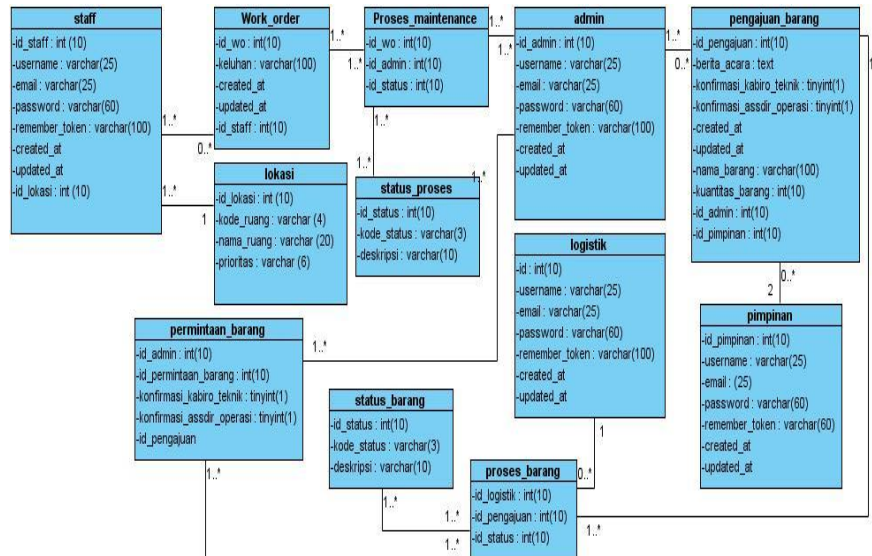 staff
-id_staff : int (10)
-username : varchar(25)
-email : varchar(25)
-password : varchar(60)
-remember_token : varchar(100)
-created_at
-updated_at
-id_lokasi : int (10)
1..*
0..*
1..*
1
Work_order
-id_wo : int(10)
-keluhan : varchar(100)
-created_at
-updated_at
-id_staff : int(10)
1..*
1..*
lokasi
-id_lokasi : int (10)
-kode_ruang : varchar (4)
-nama_ruang : varchar (20)
-prioritas : varchar (6)
Proses_maintenance
-id_wo : int(10)
-id_admin : int(10)
-id_status : int(10)
1..*
1..*
1..*
1..*
status_proses
-id_status : int(10)
-kode_status : varchar(3)
-deskripsi : varchar(10)
admin
-id_admin : int (10)
-username : varchar(25)
-email : varchar(25)
-password : varchar(60)
-remember_token : varchar(100)
-created_at
-updated_at
1..*
0..*
1..*
pengajuan_barang
-id_pengajuan : int(10)
-berita_acara : text
-konfirmasi_kabiro_teknik : tinyint(1)
-konfirmasi_assdir_operasi : tinyint(1)
-created_at
-updated_at
-nama_barang : varchar(100)
-kuantitas_barang : int(10)
-id_admin : int(10)
-id_pimpinan : int(10)
1
0..*
2
logistik
-id : int(10)
-username : varchar(25)
-email : varchar(25)
-password : varchar(60)
-remember_token : varchar(100)
-created_at
-updated_at
1
0..*
pimpinan
-id_pimpinan : int(10)
-username : varchar(25)
-email : (25)
-password : varchar(60)
-remember_token : varchar(60)
-created_at
-updated_at
permintaan_barang
-id_admin : int(10)
-id_permintaan_barang : int(10)
-konfirmasi_kabiro_teknik : tinyint(1)
-konfirmasi_assdir_operasi : tinyint(1)
-id_pengajuan
1..*
1..*
status_barang
-id_status : int(10)
-kode_status : varchar(3)
-deskripsi : varchar(10)
1..*
1..*
1..*
proses_barang
-id_logistik : int(10)
-id_pengajuan : int(10)
-id_status : int(10)
1..*